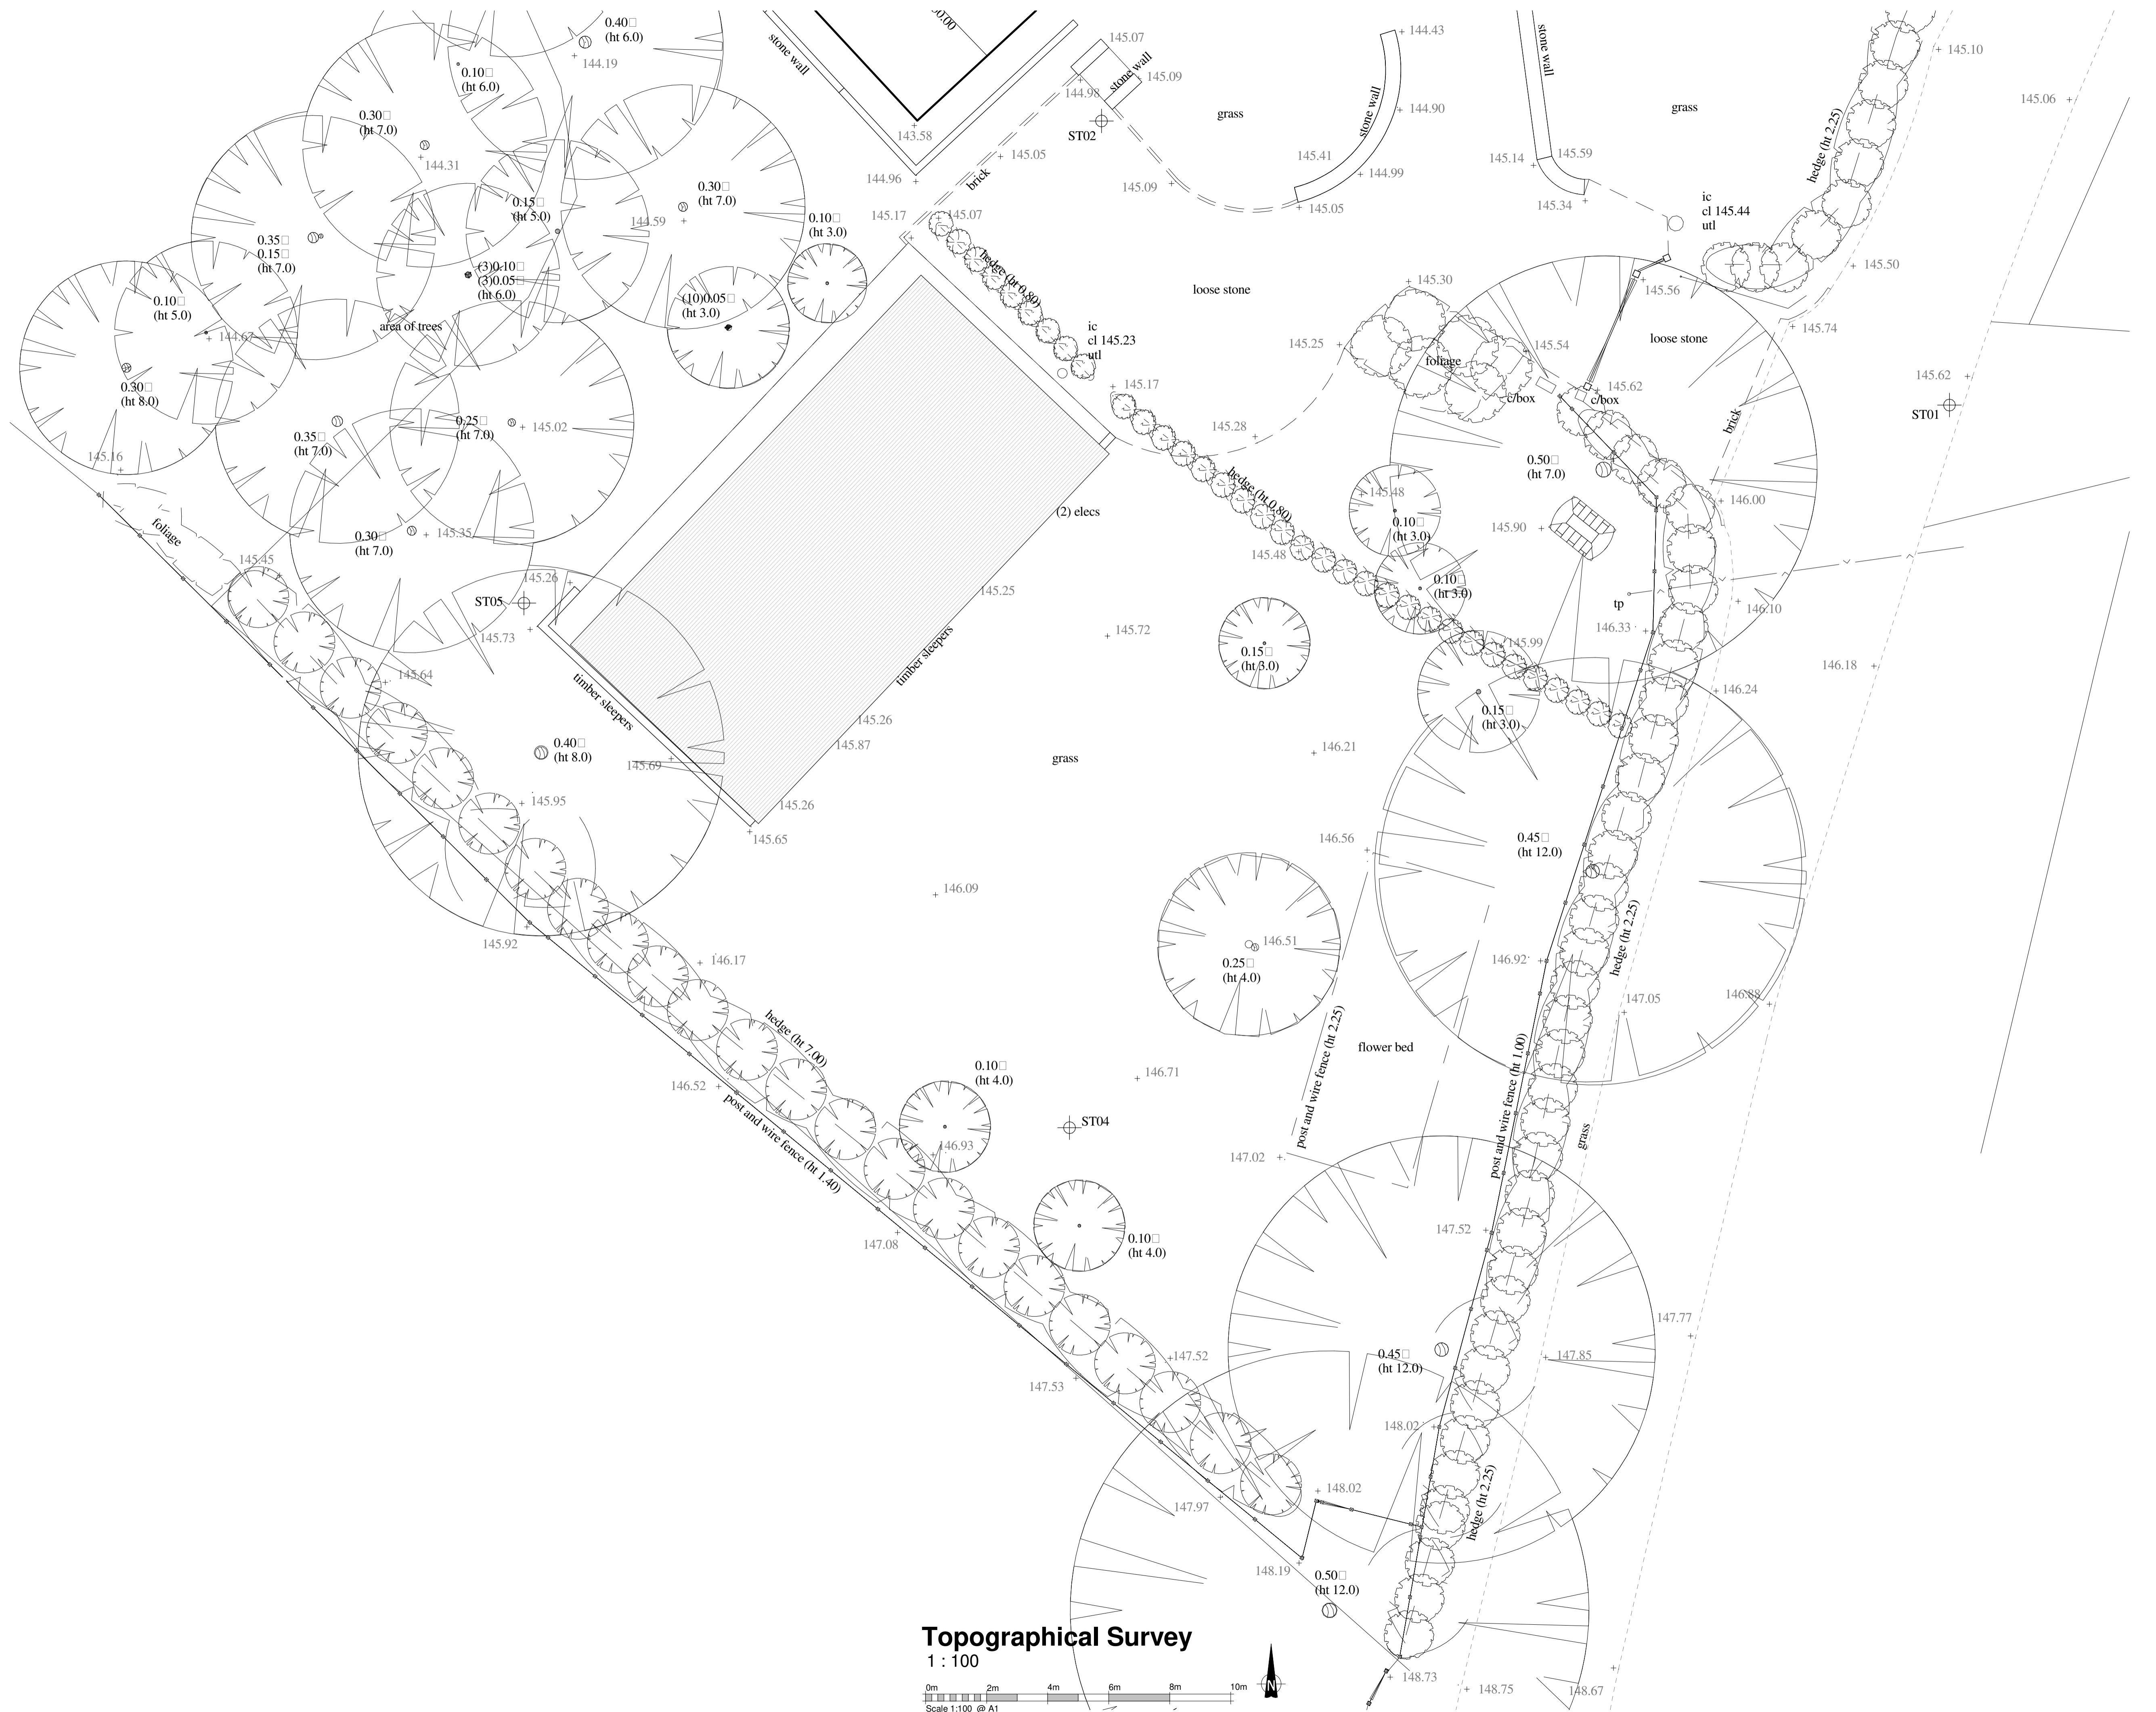 0.40
(ht 6.0)
144.19
0.10
(ht 6.0)
0.30
(ht 7.0)
144.31
stone wall
145.07
stone wall
145.09
144.98
ST02
grass
144.43
144.90
stone wall
stone wall
grass
145.10
145.06
hedge (ht 2.25)
143.58
145.05
144.96
brick
145.09
145.41
144.99
145.05
145.14
145.59
145.34
ic
cl 145.44
utl
0.15
(ht 5.0)
0.30
(ht 7.0)
144.59
0.10
(ht 3.0)
145.17
145.07
0.35
0.15
(ht 7.0)
(3)0.10
(3)0.05
(ht 6.0)
(10)0.05
(ht 3.0)
hedge (ht 0.80)
loose stone
145.30
145.56
145.50
0.10
(ht 5.0)
144.67
area of trees
ic
cl 145.23
utl
145.25
145.54
foliage
loose stone
145.74
0.30
(ht 8.0)
145.17
c/box
145.62
c/box
145.62
ST01
0.35
(ht 7.0)
0.25
(ht 7.0)
145.02
145.28
brick
145.16
0.50
(ht 7.0)
hedge (ht 0.80)
145.48
146.00
foliage
0.30
(ht 7.0)
145.35
(2) elecs
0.10
(ht 3.0)
145.90
145.45
145.48
145.26
ST05
145.25
0.10
(ht 3.0)
tp
146.10
145.73
145.72
146.33
0.15
(ht 3.0)
145.99
timber sleepers
146.18
145.64
timber sleepers
146.24
0.15
(ht 3.0)
145.26
0.40
(ht 8.0)
145.87
146.21
145.69
grass
145.95
145.26
145.65
146.56
0.45
(ht 12.0)
146.09
145.92
146.51
0.25
(ht 4.0)
146.17
146.92
hedge (ht 2.25)
147.05
146.88
hedge (ht 7.00)
post and wire fence (ht 2.25)
flower bed
post and wire fence (ht 1.00)
146.52
0.10
(ht 4.0)
146.71
post and wire fence (ht 1.40)
ST04
146.93
147.02
grass
147.08
0.10
(ht 4.0)
147.52
147.77
147.52
147.53
0.45
(ht 12.0)
147.85
148.02
147.97
148.02
hedge (ht 2.25)
148.19
0.50
(ht 12.0)
Topographical Survey
1 : 100
148.73
148.75
148.67
0m 2m 4m 6m 8m 10m
N
Scale 1:100 @ A1